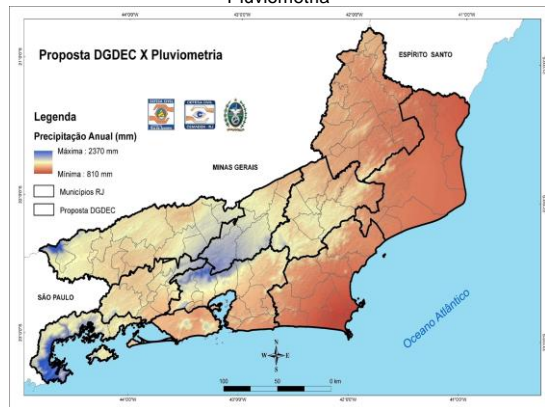 Pluviometria
Proposta DGDEC X Pluviometria
ESPÍRITO SANTO
Legenda
Precipitação Anual (mm)
Máxima : 2370 mm
Mínima : 810 mm
Municípios RJ
Proposta DGDEC
MINAS GERAIS
SÃO PAULO
Oceano Atlântico
N
W
E
S
100
50
0 km